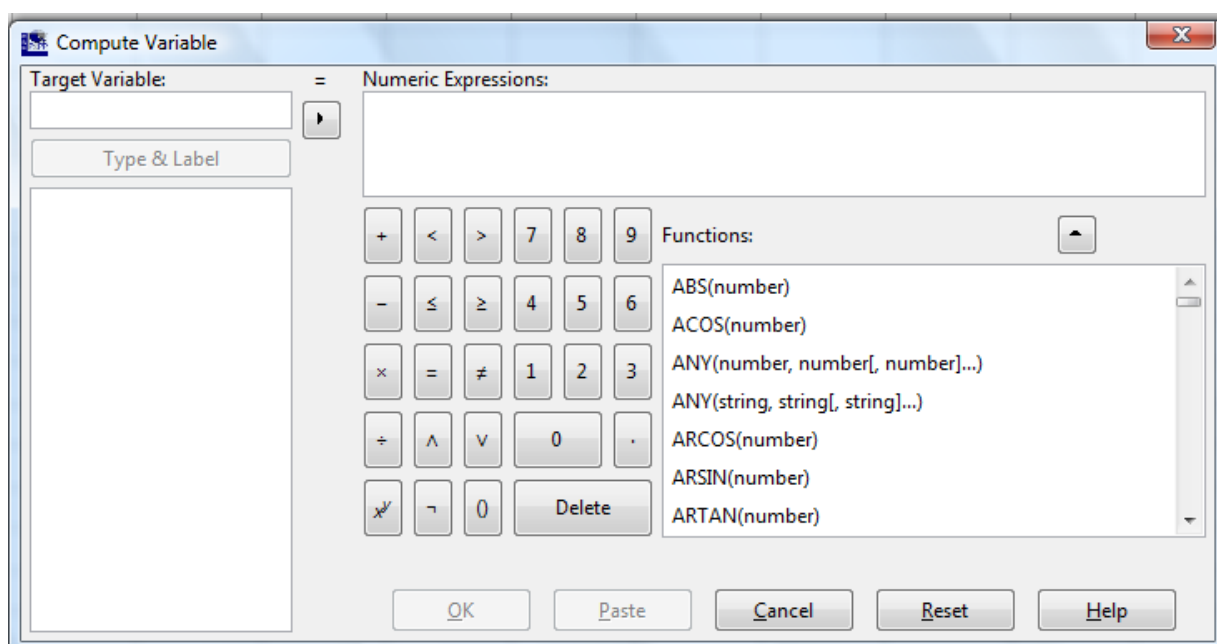 Compute Variable
Target Variable:
=
Numeric Expressions:
Type & Label
+ < > 7 8 9
Functions:
ABS(number)
- ≤ ≥ 4 5 6
ACOS(number)
× = ≠ 1 2 3
ANY(number, number[, number]...)
ANY(string, string[, string]...)
÷ ∧ ∨ 0 .
ARCOS(number)
ARSIN(number)
xʸ ¬ () Delete
ARTAN(number)
OK Paste Cancel Reset Help